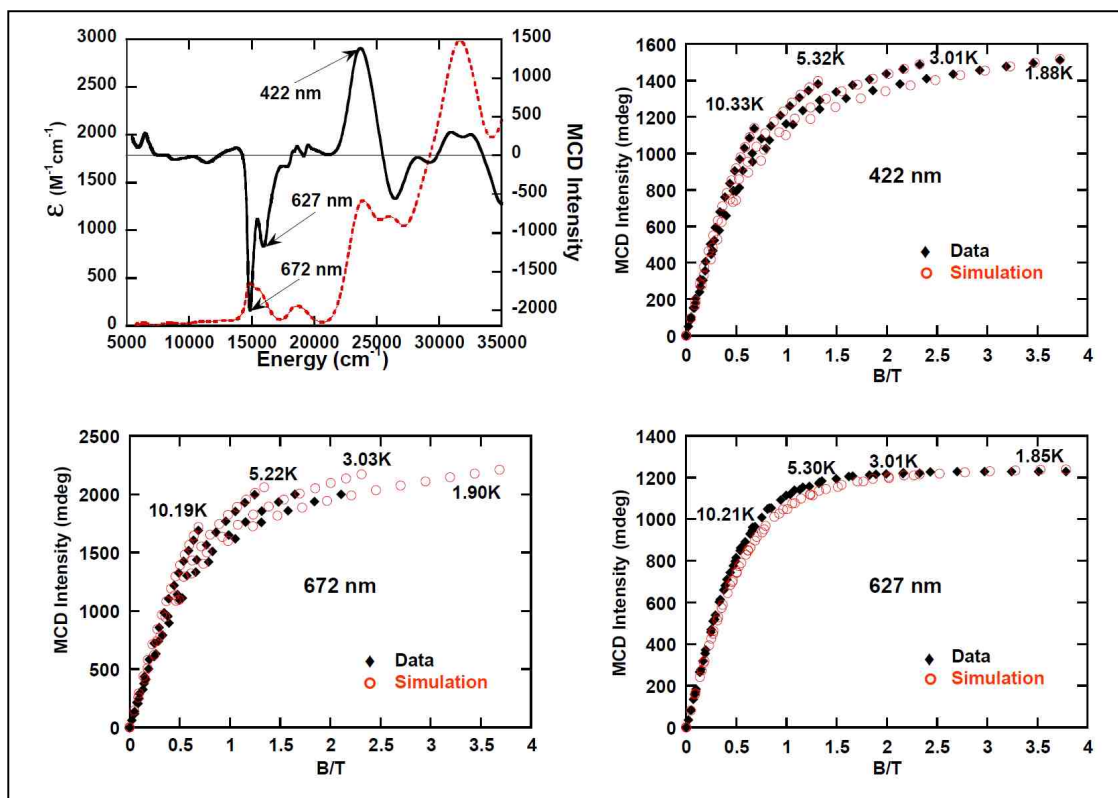 3000
2500
2000
1500
1000
500
0
ε (M⁻¹ cm⁻¹)
5000 10000 15000 20000 25000 30000 35000
Energy (cm⁻¹)
1500
1000
500
0
-500
-1000
-1500
-2000
MCD Intensity
422 nm
627 nm
672 nm
1600
1400
1200
1000
800
600
400
200
0
MCD Intensity (mdeg)
10.33K
5.32K
3.01K
1.88K
422 nm
Data
Simulation
0 0.5 1 1.5 2 2.5 3 3.5 4
B/T
2500
2000
1500
1000
500
0
MCD Intensity (mdeg)
10.19K
5.22K
3.03K
1.90K
672 nm
Data
Simulation
0 0.5 1 1.5 2 2.5 3 3.5 4
B/T
1400
1200
1000
800
600
400
200
0
MCD Intensity (mdeg)
10.21K
5.30K
3.01K
1.85K
627 nm
Data
Simulation
0 0.5 1 1.5 2 2.5 3 3.5 4
B/T